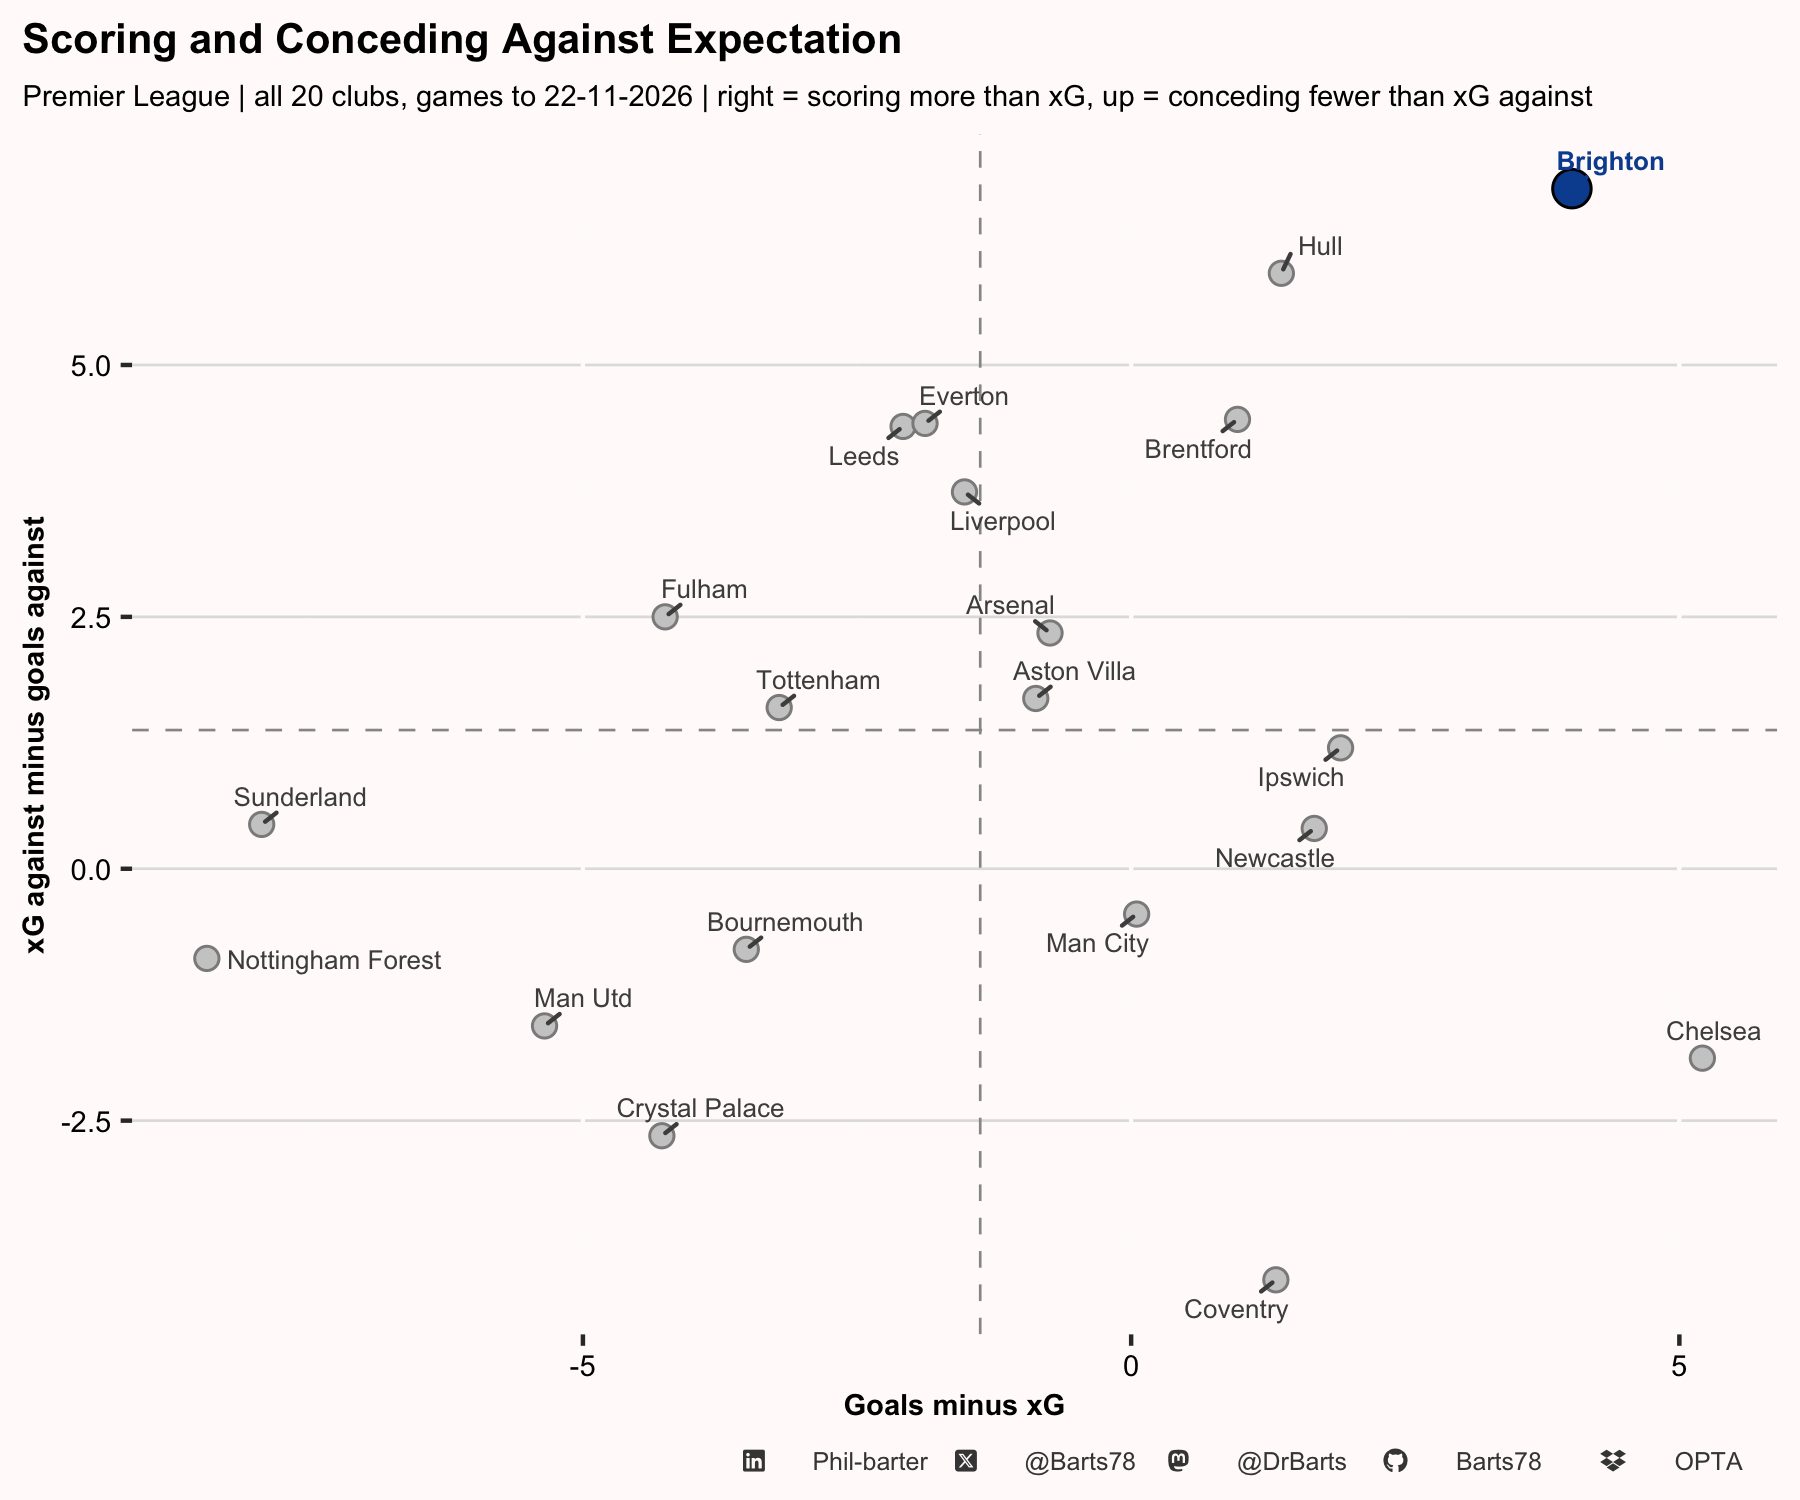 Scoring and Conceding Against Expectation
Premier League | all 20 clubs, games to 22-11-2026 | right = scoring more than xG, up = conceding fewer than xG against
Brighton
Hull
5.0
Everton
Leeds
Brentford
Liverpool
Fulham
Arsenal
2.5
Aston Villa
Tottenham
Ipswich
Sunderland
Newcastle
0.0
Bournemouth
Man City
Nottingham Forest
Man Utd
Chelsea
Crystal Palace
-2.5
Coventry
xG against minus goals against
-5
0
5
Goals minus xG
Phil-barter @Barts78 @DrBarts Barts78 OPTA